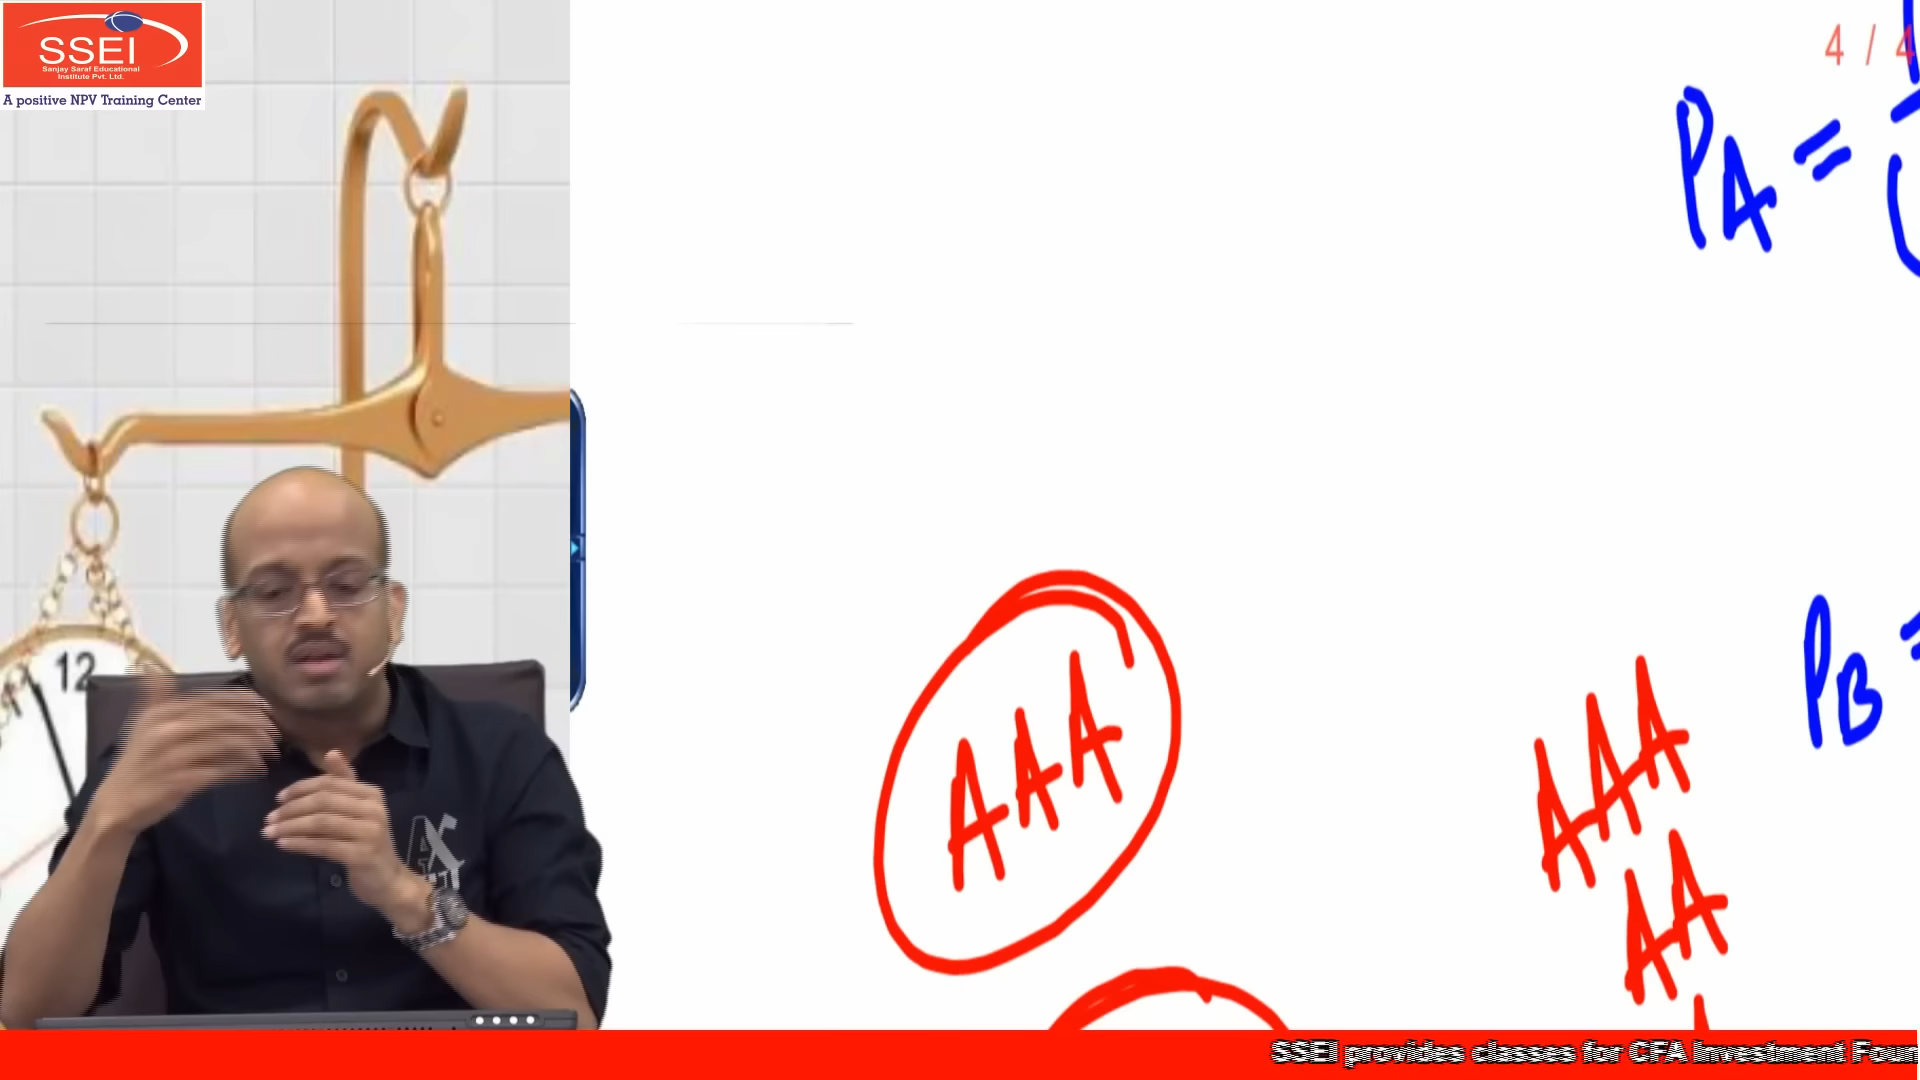 SSEI
Sanjay Saraf Educational
Institute Pvt. Ltd.
A positive NPV Training Center
4 / 4
PA =
12
AAA
PB =
AAA
AA
SSEI provides classes for CFA Investment Foun